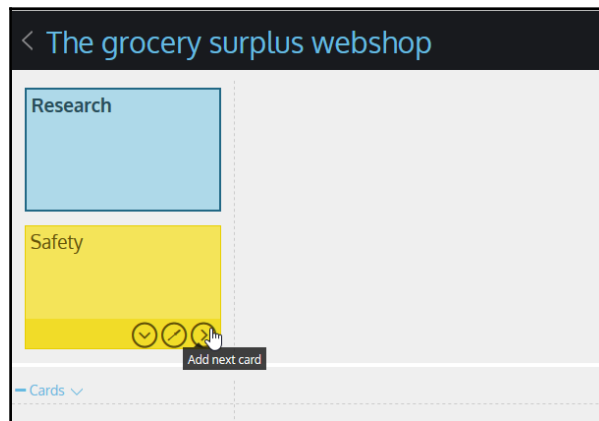 The grocery surplus webshop
Research
Safety
Add next card
Cards